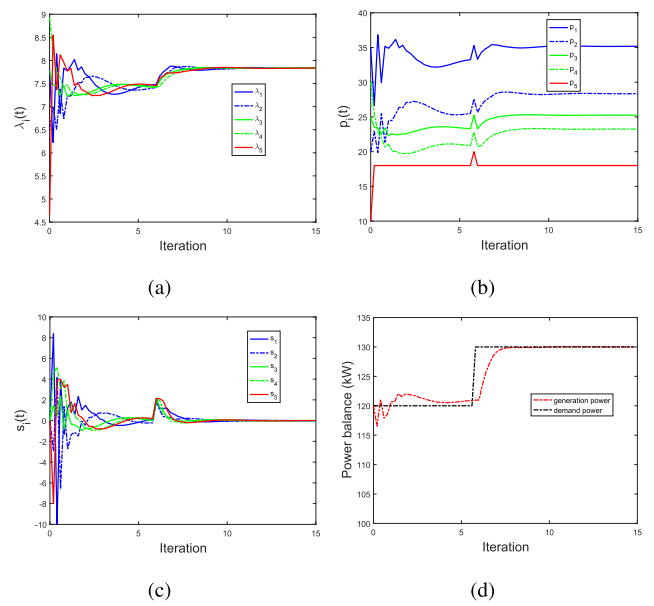 9
8.5
8
7.5
7
6.5
6
5.5
5
4.5
0
5
10
15
λi(t)
Iteration
λ1
λ2
λ3
λ4
λ5
(a)
40
35
30
25
20
15
10
0
5
10
15
pi(t)
Iteration
p1
p2
p3
p4
p5
(b)
10
8
6
4
2
0
-2
-4
-6
-8
-10
0
5
10
15
si(t)
Iteration
s1
s2
s3
s4
s5
(c)
135
130
125
120
115
110
105
100
0
5
10
15
Power balance (kW)
Iteration
generation power
demand power
(d)